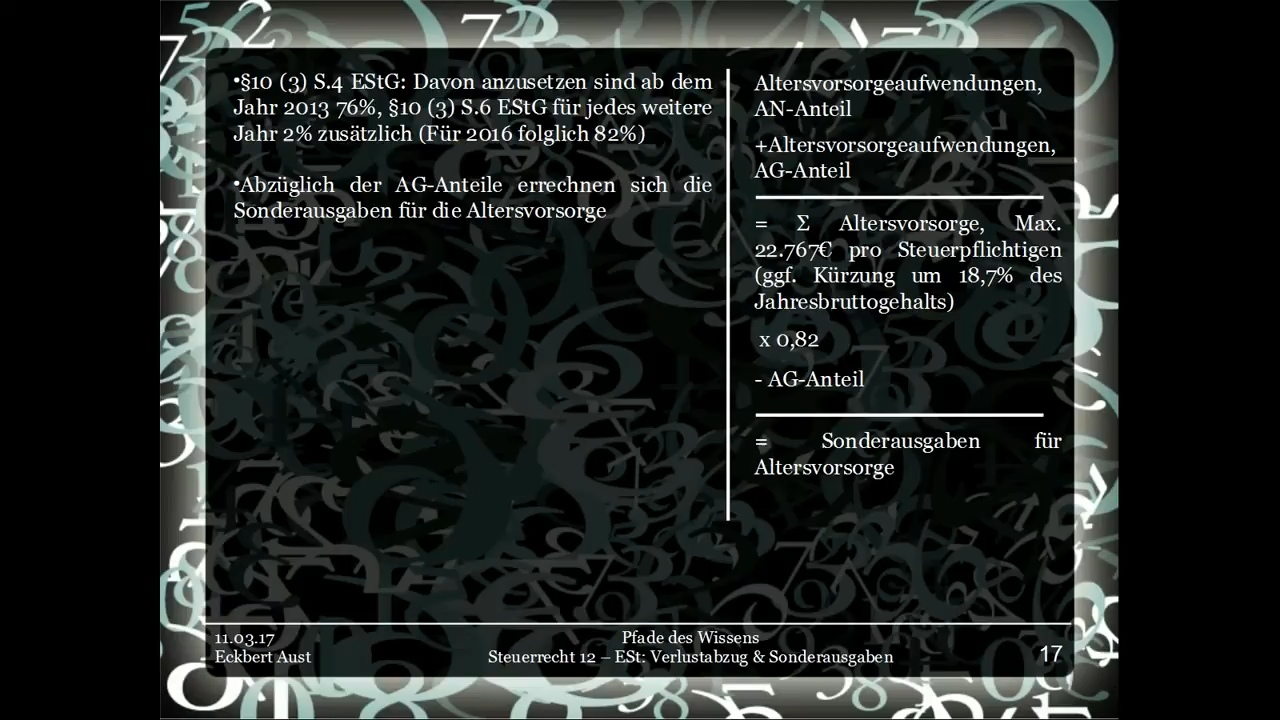 •§10 (3) S.4 EStG: Davon anzusetzen sind ab dem
Jahr 2013 76%, §10 (3) S.6 EStG für jedes weitere
Jahr 2% zusätzlich (Für 2016 folglich 82%)
•Abzüglich der AG-Anteile errechnen sich die
Sonderausgaben für die Altersvorsorge
Altersvorsorgeaufwendungen,
AN-Anteil
+Altersvorsorgeaufwendungen,
AG-Anteil
= Σ Altersvorsorge, Max.
22.767€ pro Steuerpflichtigen
(ggf. Kürzung um 18,7% des
Jahresbruttogehalts)
x 0,82
- AG-Anteil
= Sonderausgaben für
Altersvorsorge
11.03.17
Eckbert Aust
Pfade des Wissens
Steuerrecht 12 – ESt: Verlustabzug & Sonderausgaben
17